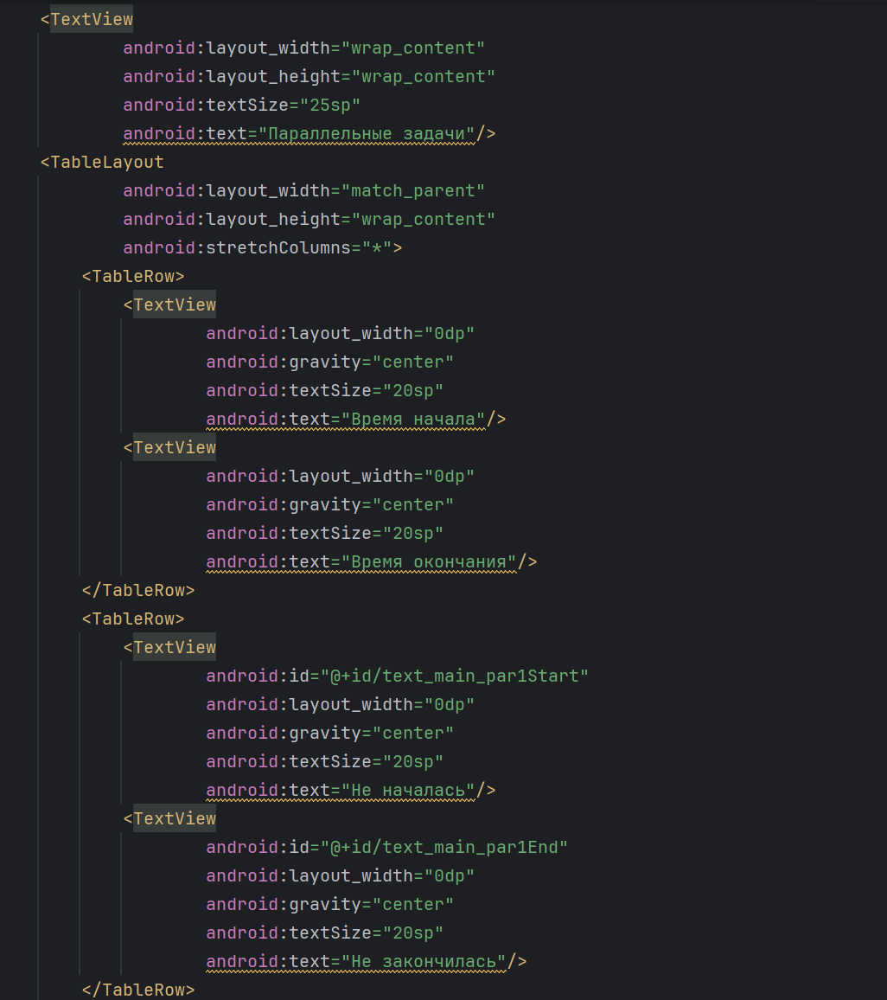 <TextView
android:layout_width="wrap_content"
android:layout_height="wrap_content"
android:textSize="25sp"
android:text="Параллельные задачи"/>
<TableLayout
android:layout_width="match_parent"
android:layout_height="wrap_content"
android:stretchColumns="*">
<TableRow>
<TextView
android:layout_width="0dp"
android:gravity="center"
android:textSize="20sp"
android:text="Время начала"/>
<TextView
android:layout_width="0dp"
android:gravity="center"
android:textSize="20sp"
android:text="Время окончания"/>
</TableRow>
<TableRow>
<TextView
android:id="@+id/text_main_par1Start"
android:layout_width="0dp"
android:gravity="center"
android:textSize="20sp"
android:text="Не началась"/>
<TextView
android:id="@+id/text_main_par1End"
android:layout_width="0dp"
android:gravity="center"
android:textSize="20sp"
android:text="Не закончилась"/>
</TableRow>